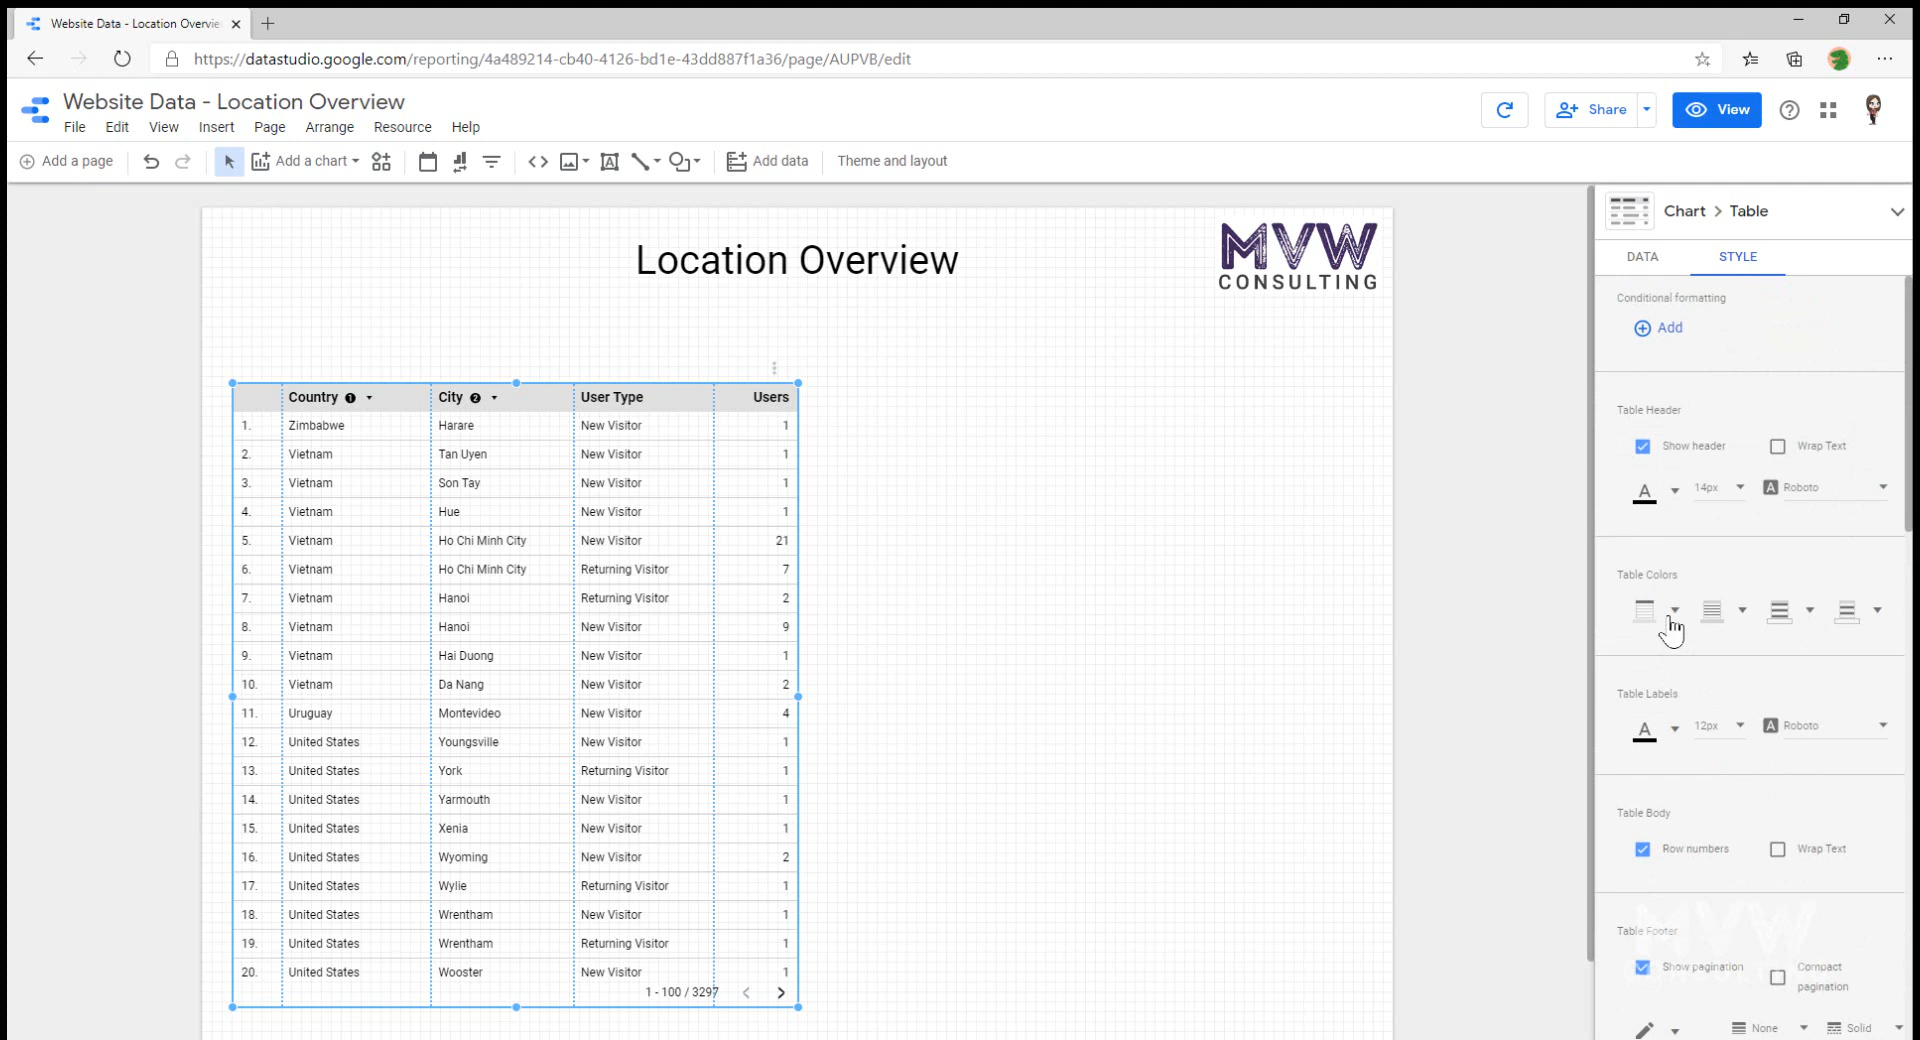 Website Data - Location Overvie
https://datastudio.google.com/reporting/4a489214-cb40-4126-bd1e-43dd887f1a36/page/AUPVB/edit
Website Data - Location Overview
File Edit View Insert Page Arrange Resource Help
Share View
Add a page Add a chart Add data Theme and layout
Location Overview
MVW
CONSULTING
Country 1 City 2 User Type Users
1. Zimbabwe Harare New Visitor 1
2. Vietnam Tan Uyen New Visitor 1
3. Vietnam Son Tay New Visitor 1
4. Vietnam Hue New Visitor 1
5. Vietnam Ho Chi Minh City New Visitor 21
6. Vietnam Ho Chi Minh City Returning Visitor 7
7. Vietnam Hanoi Returning Visitor 2
8. Vietnam Hanoi New Visitor 9
9. Vietnam Hai Duong New Visitor 1
10. Vietnam Da Nang New Visitor 2
11. Uruguay Montevideo New Visitor 4
12. United States Youngsville New Visitor 1
13. United States York Returning Visitor 1
14. United States Yarmouth New Visitor 1
15. United States Xenia New Visitor 1
16. United States Wyoming New Visitor 2
17. United States Wylie Returning Visitor 1
18. United States Wrentham New Visitor 1
19. United States Wrentham Returning Visitor 1
20. United States Wooster New Visitor 1
1 - 100 / 3297
Chart > Table
DATA STYLE
Conditional formatting
Add
Table Header
Show header Wrap Text
A 14px A Roboto
Table Colors
Table Labels
A 12px A Roboto
Table Body
Row numbers Wrap Text
MVW
Table Footer
Show pagination Compact pagination
None Solid